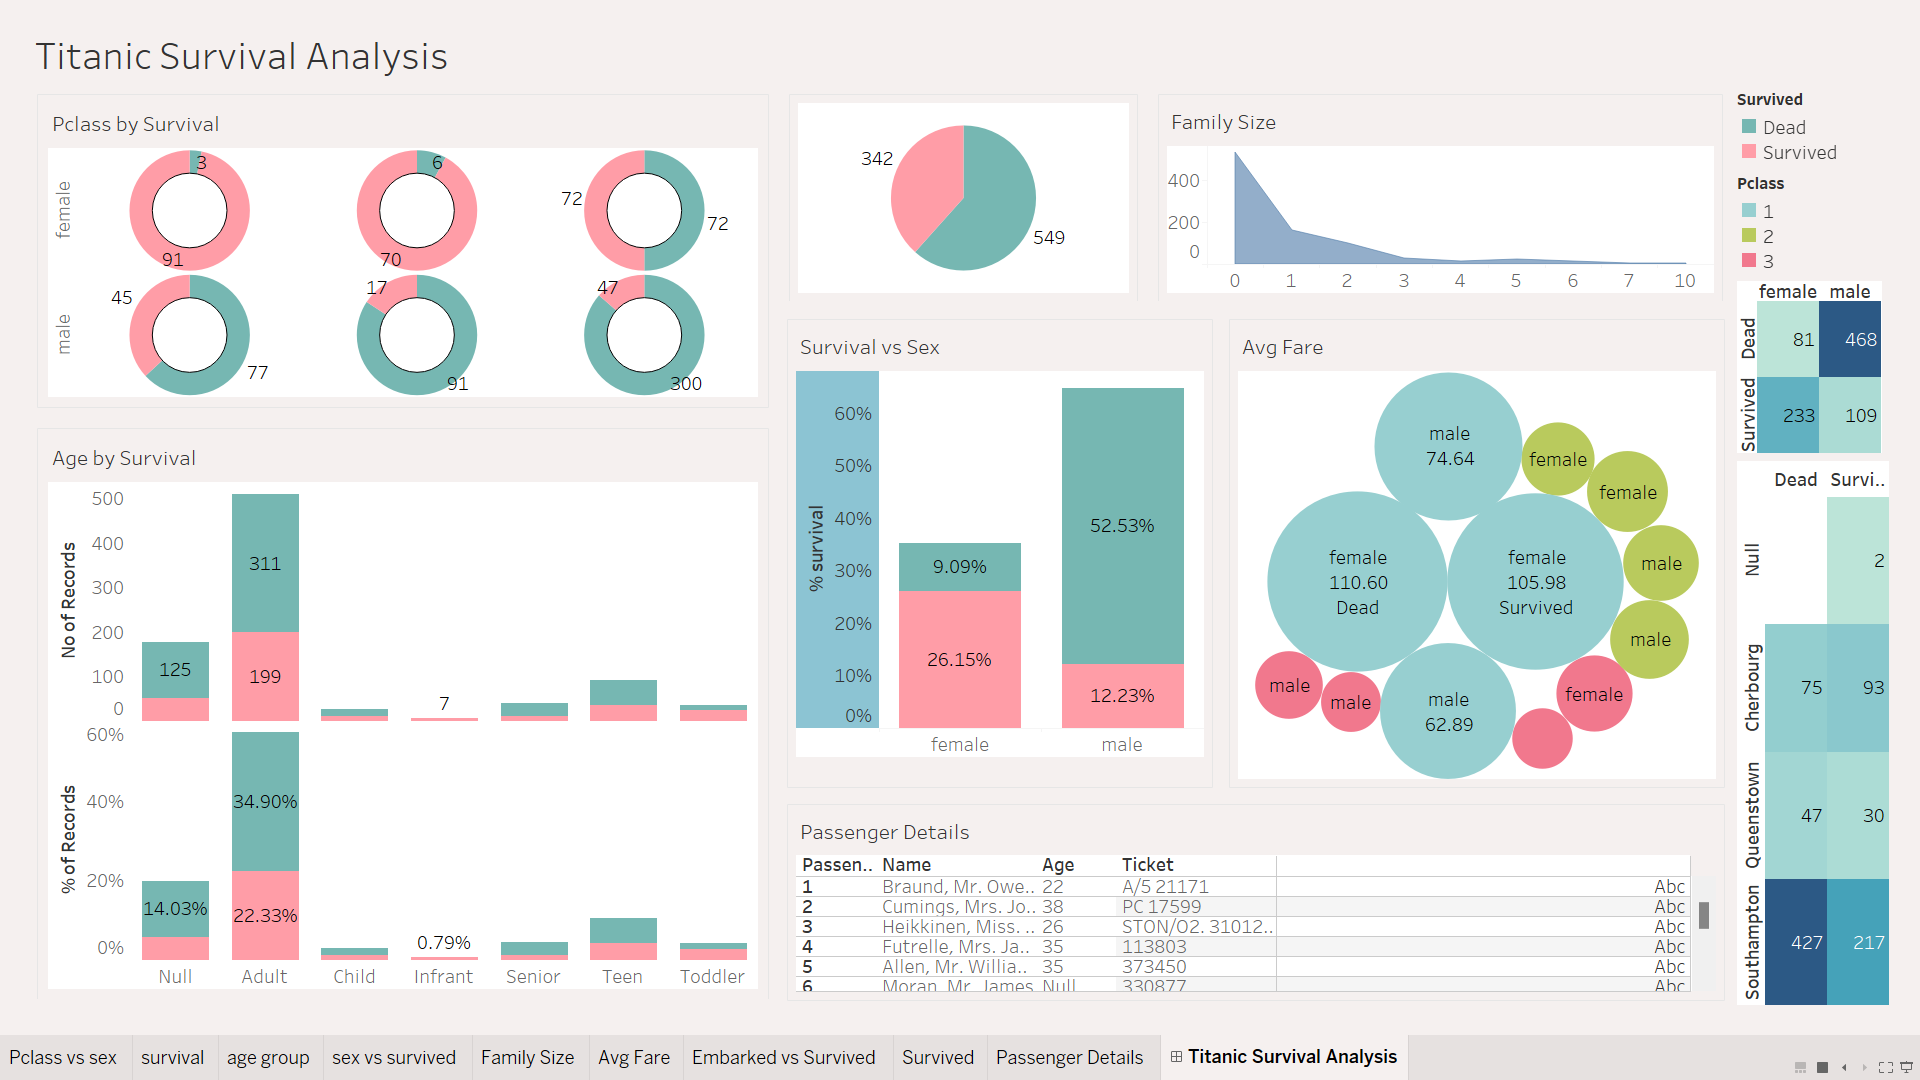 Titanic Survival Analysis
Pclass by Survival
female
3
91
6
70
72
72
male
45
77
17
91
47
300
342
549
Family Size
400
200
0
0 1 2 3 4 5 6 7 10
Survived
Dead
Survived
Pclass
1
2
3
female male
Dead 81 468
Survived 233 109
Dead Survi..
Null 2
Cherbourg 75 93
Queenstown 47 30
Southampton 427 217
Age by Survival
No of Records
500
400
300
200
100
0
125
311
199
7
% of Records
60%
40%
20%
0%
14.03%
34.90%
22.33%
0.79%
Null Adult Child Infrant Senior Teen Toddler
Survival vs Sex
% survival
60%
50%
40%
30%
20%
10%
0%
9.09%
26.15%
52.53%
12.23%
female male
Avg Fare
male
74.64
female
female
female
110.60
Dead
female
105.98
Survived
male
male
male
male
male
62.89
female
Passenger Details
Passen.. Name Age Ticket
1 Braund, Mr. Owe.. 22 A/5 21171 Abc
2 Cumings, Mrs. Jo.. 38 PC 17599 Abc
3 Heikkinen, Miss. .. 26 STON/O2. 31012.. Abc
4 Futrelle, Mrs. Ja.. 35 113803 Abc
5 Allen, Mr. Willia.. 35 373450 Abc
6 Moran, Mr. James Null 330877 Abc
Pclass vs sex survival age group sex vs survived Family Size Avg Fare Embarked vs Survived Survived Passenger Details Titanic Survival Analysis